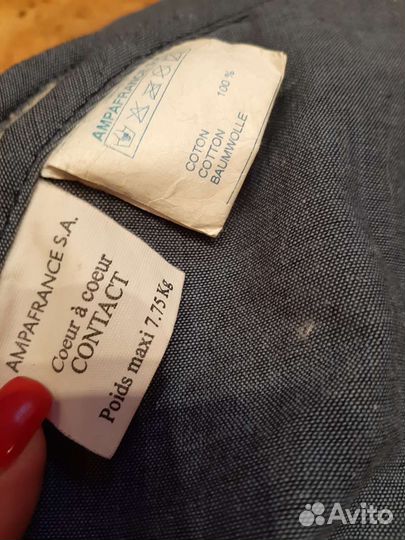 AMPAFRANCE
COTON
COTTON
BAUMWOLLE
100 %
AMPAFRANCE S.A.
Coeur à coeur
CONTACT
Poids maxi 7.75 Kg
Avito